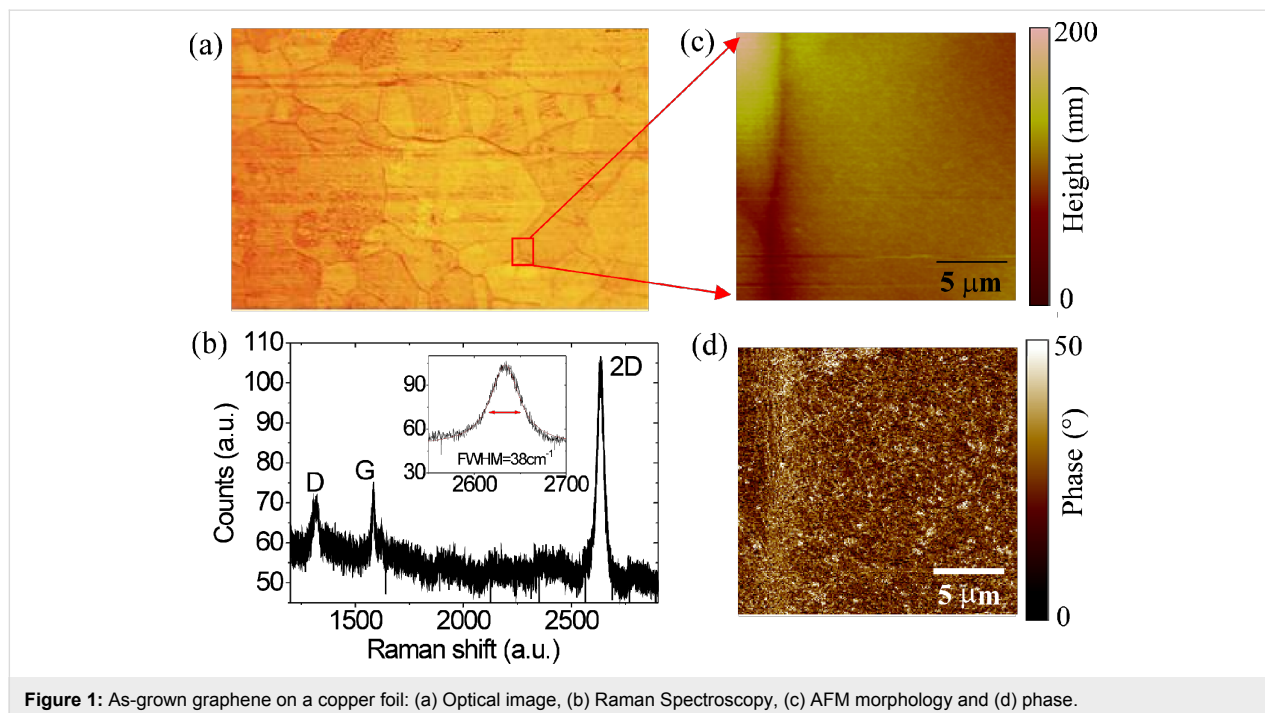 (a)
(c)
200
Height (nm)
5 μm
0
(b)
110
100
90
80
70
60
50
Counts (a.u.)
D
G
2D
90
60
30
FWHM=38cm⁻¹
2600
2700
1500
2000
2500
Raman shift (a.u.)
(d)
50
Phase (º)
5 μm
0
Figure 1: As-grown graphene on a copper foil: (a) Optical image, (b) Raman Spectroscopy, (c) AFM morphology and (d) phase.